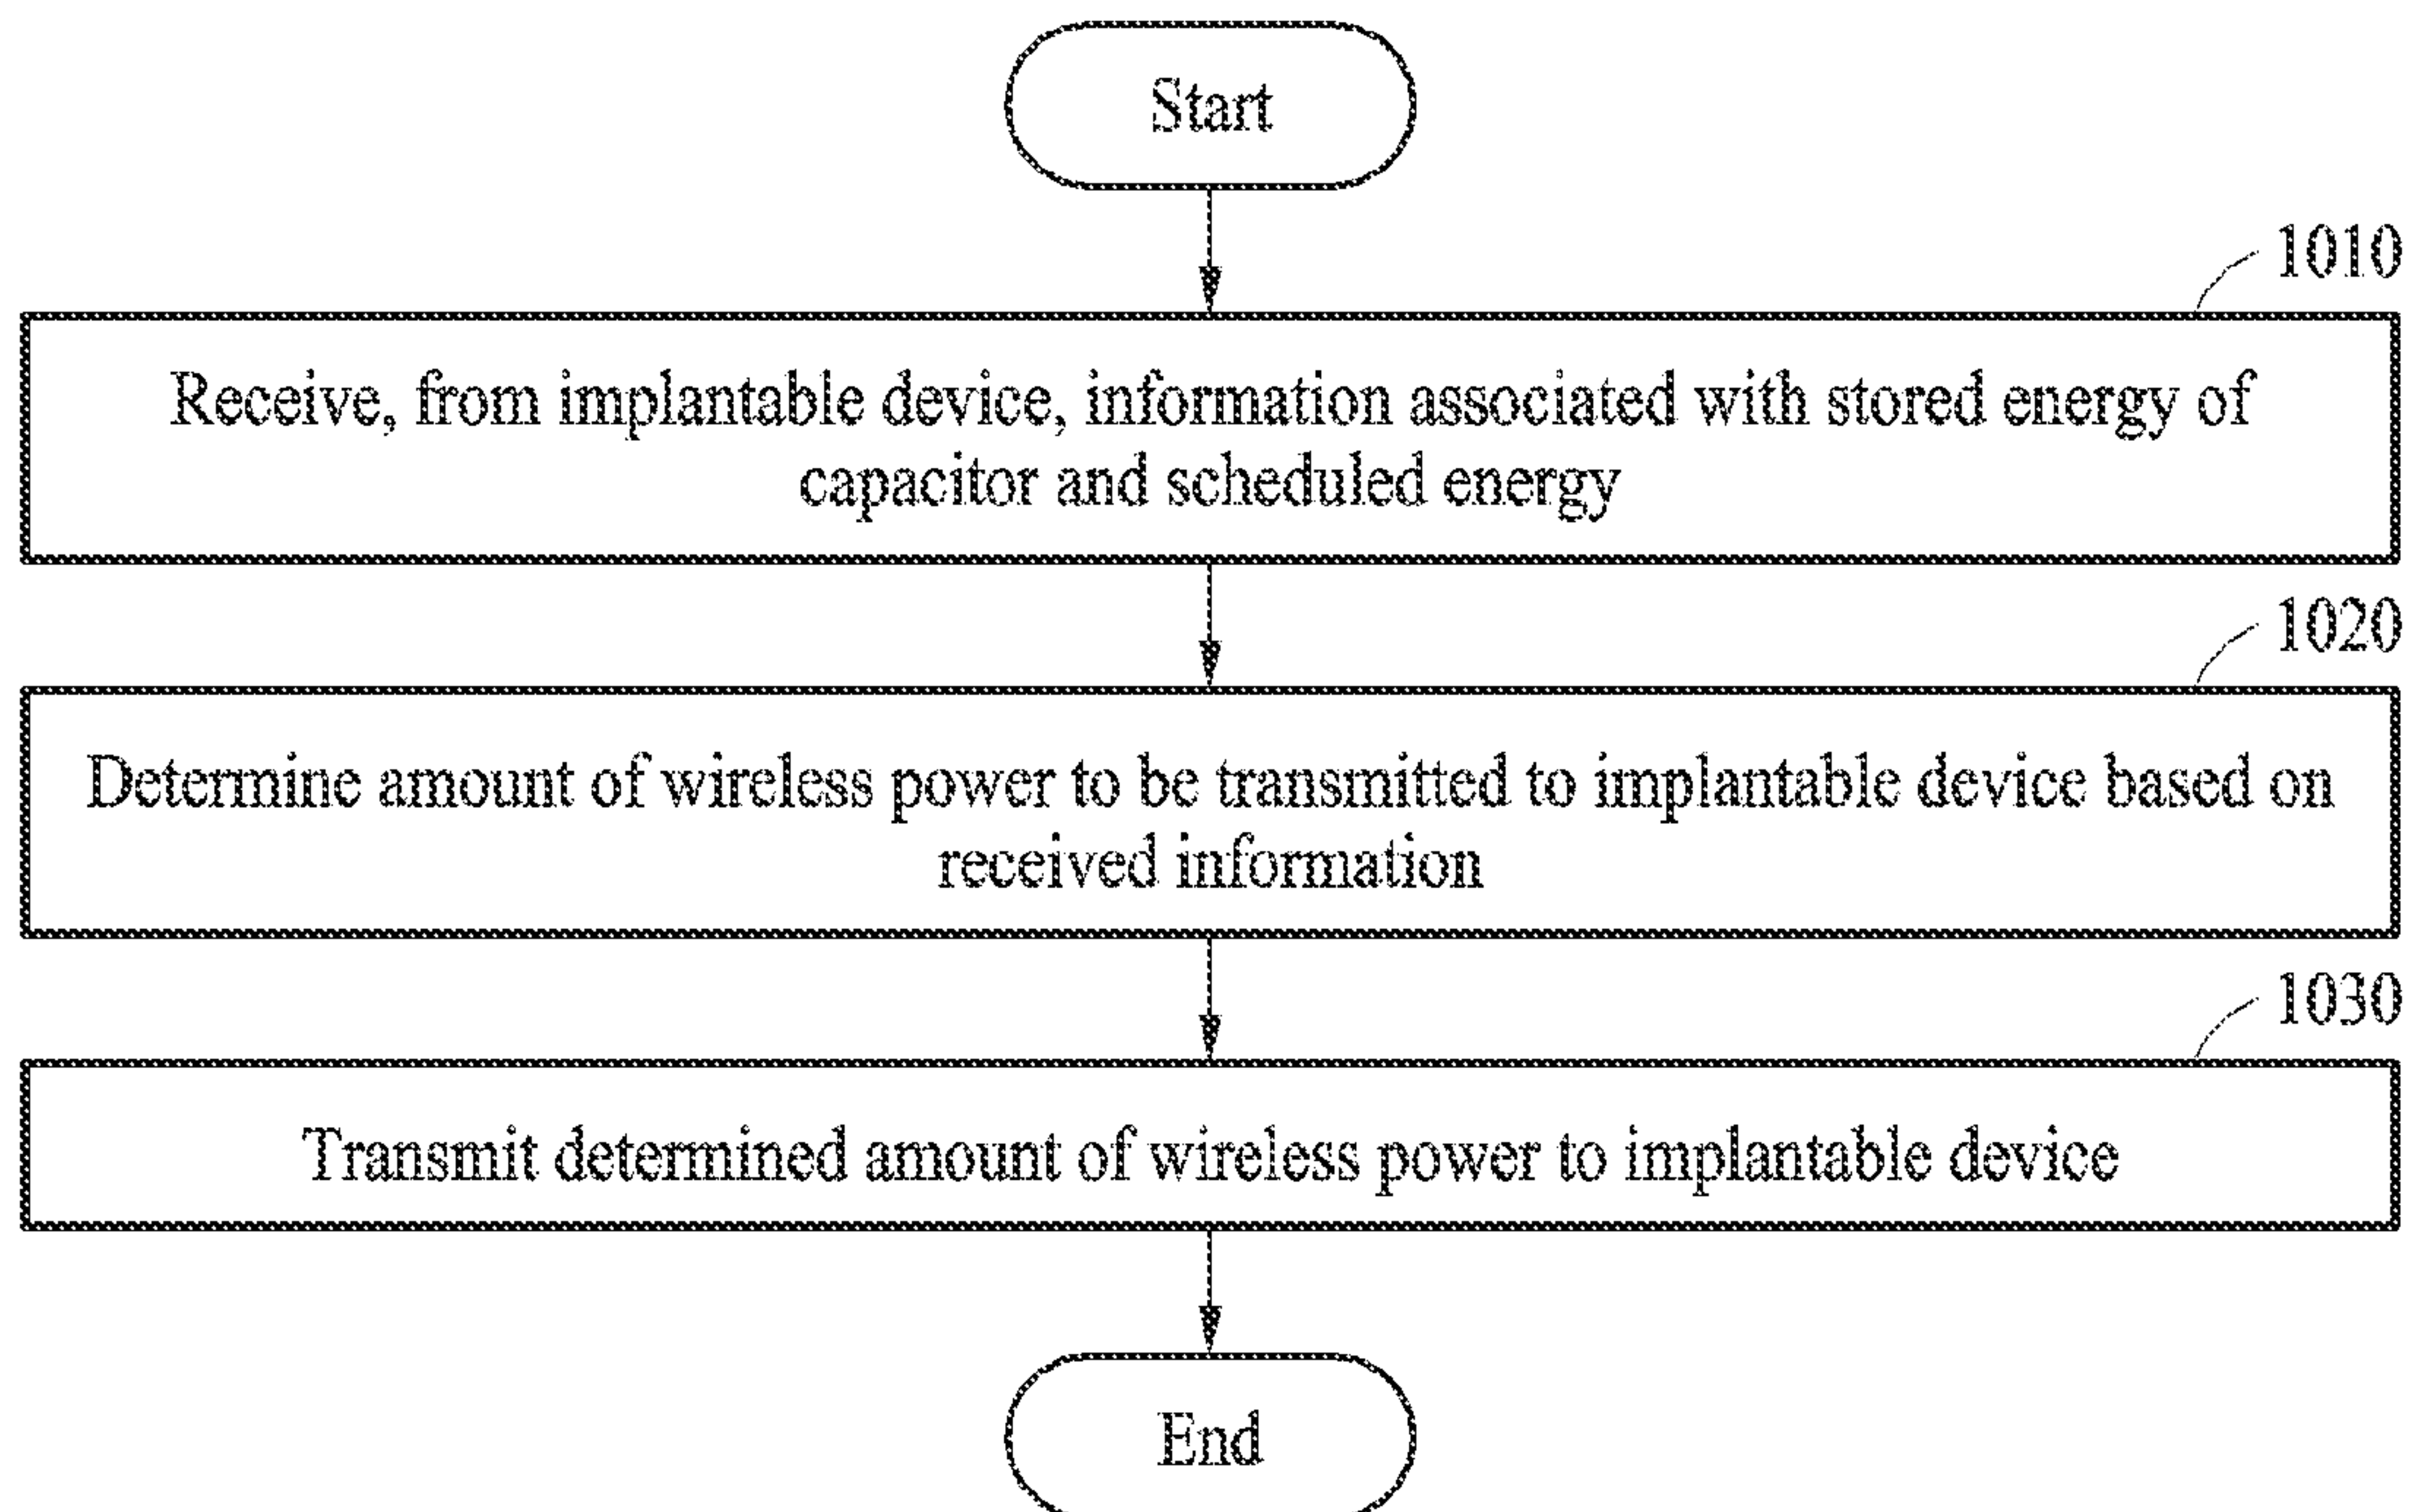 Start
1010
Receive, from implantable device, information associated with stored energy of
capacitor and scheduled energy
1020
Determine amount of wireless power to be transmitted to implantable device based on
received information
1030
Transmit determined amount of wireless power to implantable device
End